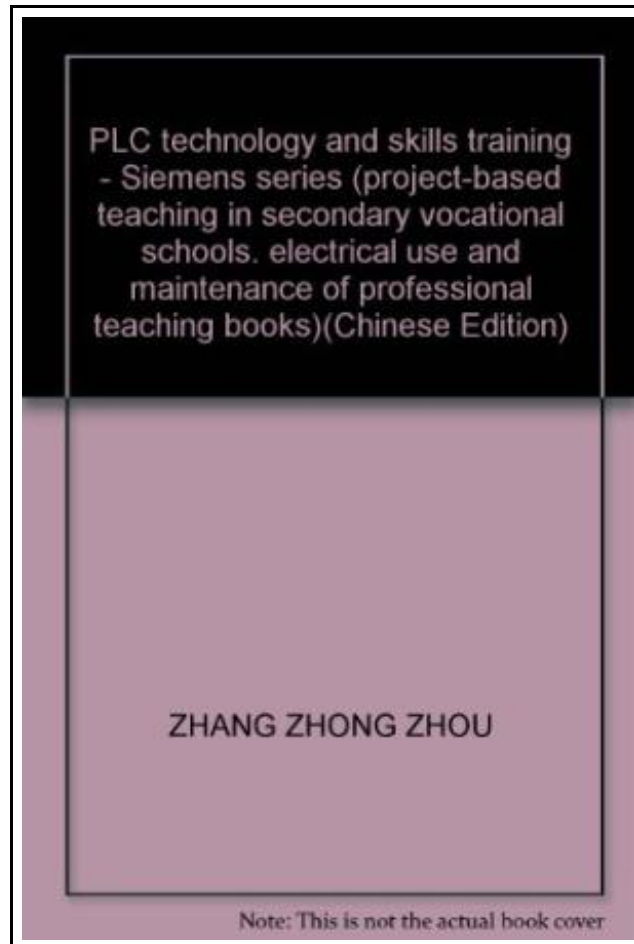 PLC technology and skills training
- Siemens series (project-based
teaching in secondary vocational
schools. electrical use and
maintenance of professional
teaching books)(Chinese Edition)
ZHANG ZHONG ZHOU
Note: This is not the actual book cover